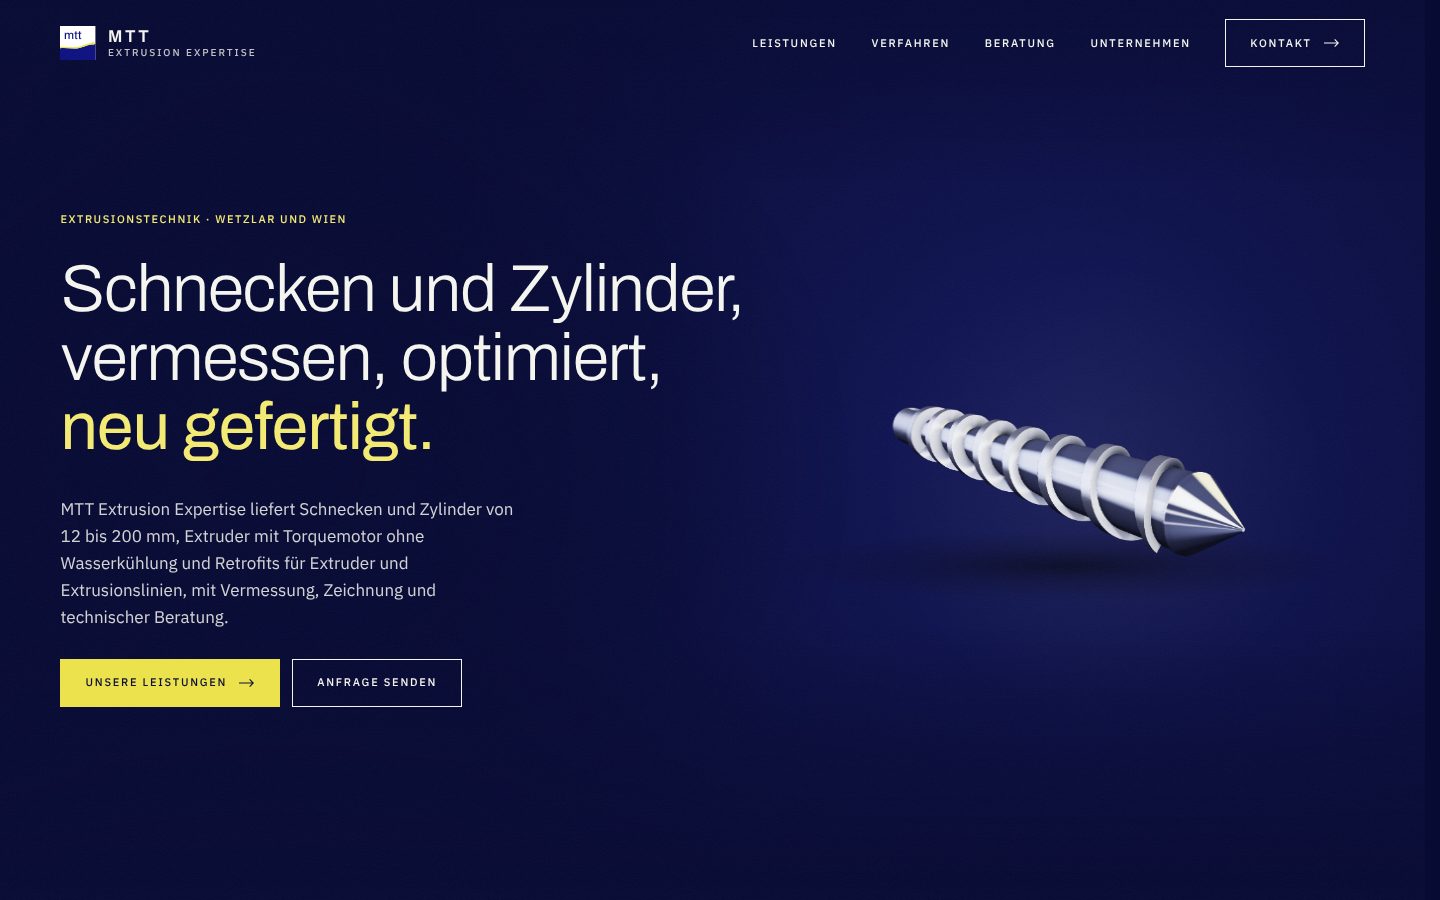 mtt
MTT
EXTRUSION EXPERTISE
LEISTUNGEN
VERFAHREN
BERATUNG
UNTERNEHMEN
KONTAKT
EXTRUSIONSTECHNIK · WETZLAR UND WIEN
Schnecken und Zylinder,
vermessen, optimiert,
neu gefertigt.
MTT Extrusion Expertise liefert Schnecken und Zylinder von
12 bis 200 mm, Extruder mit Torquemotor ohne
Wasserkühlung und Retrofits für Extruder und
Extrusionslinien, mit Vermessung, Zeichnung und
technischer Beratung.
UNSERE LEISTUNGEN
ANFRAGE SENDEN